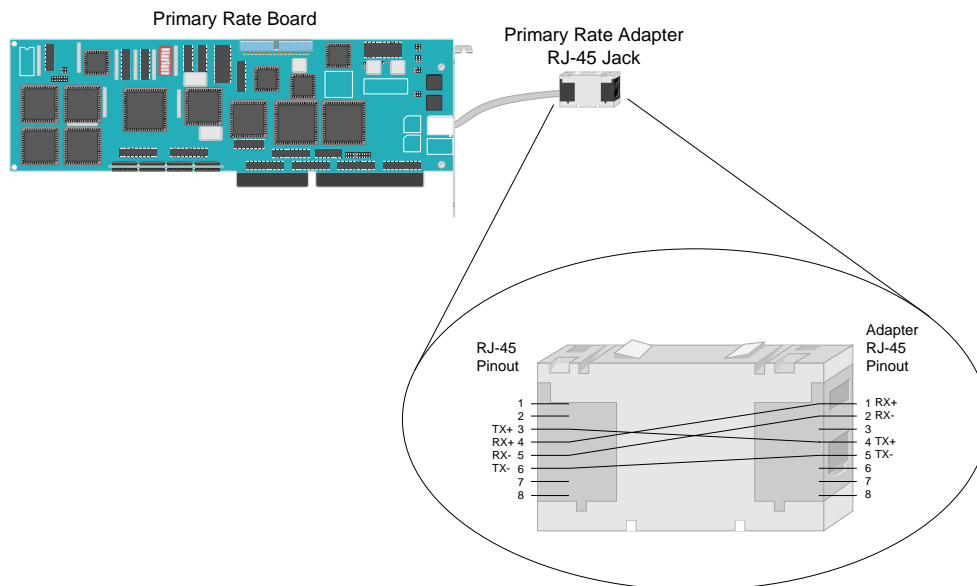 Primary Rate Board
Primary Rate Adapter
RJ-45 Jack
RJ-45
Pinout
Adapter
RJ-45
Pinout
1
2
TX+ 3
RX+ 4
RX- 5
TX- 6
7
8
1 RX+
2 RX-
3
4 TX+
5 TX-
6
7
8